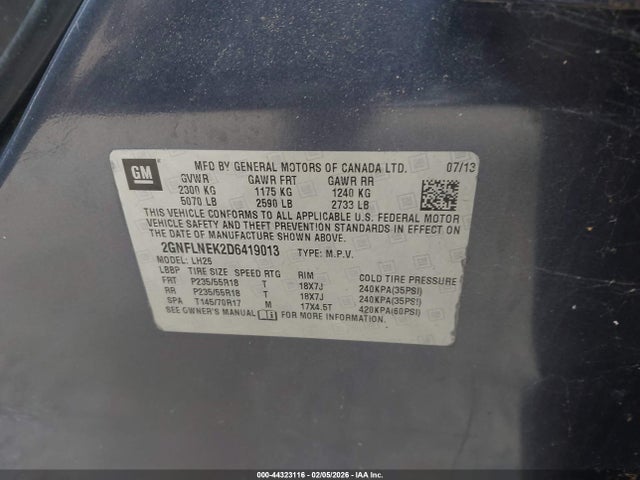 GM
MFD BY GENERAL MOTORS OF CANADA LTD. 07/13
GVWR GAWR FRT GAWR RR
2300 KG 1175 KG 1240 KG
5070 LB 2590 LB 2733 LB
THIS VEHICLE CONFORMS TO ALL APPLICABLE U.S. FEDERAL MOTOR
VEHICLE SAFETY AND THEFT PREVENTION STANDARDS IN EFFECT ON
THE DATE OF MANUFACTURE SHOWN ABOVE.
2GNFLNEK2D6419013 TYPE: M.P.V.
MODEL: LH26
LBBP TIRE SIZE SPEED RTG RIM COLD TIRE PRESSURE
FRT P235/55R18 T 18X7J 240KPA(35PSI)
RR P235/55R18 T 18X7J 240KPA(35PSI)
SPA T145/70R17 M 17X4.5T 420KPA(60PSI)
SEE OWNER'S MANUAL FOR MORE INFORMATION.
000-44323116 - 02/05/2026 - IAA Inc.